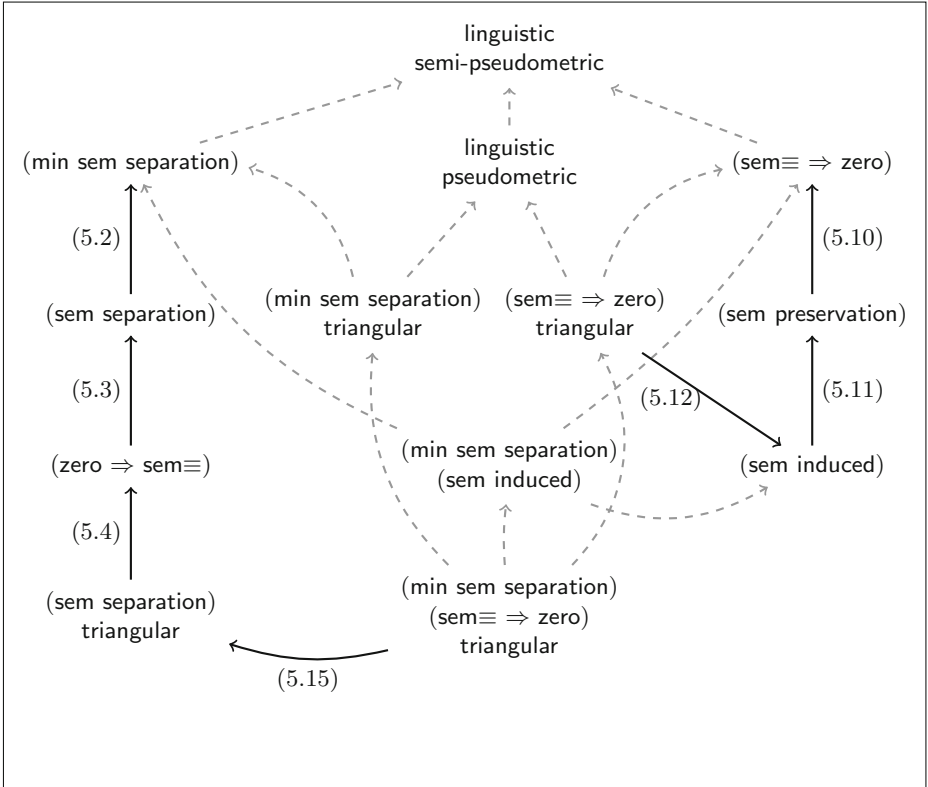 linguistic
semi-pseudometric
linguistic
pseudometric
(min sem separation)
(sem≡ ⇒ zero)
(5.2)
(5.10)
(min sem separation)
triangular
(sem≡ ⇒ zero)
triangular
(sem separation)
(sem preservation)
(5.3)
(5.12)
(5.11)
(zero ⇒ sem≡)
(min sem separation)
(sem induced)
(sem induced)
(5.4)
(sem separation)
triangular
(min sem separation)
(sem≡ ⇒ zero)
triangular
(5.15)